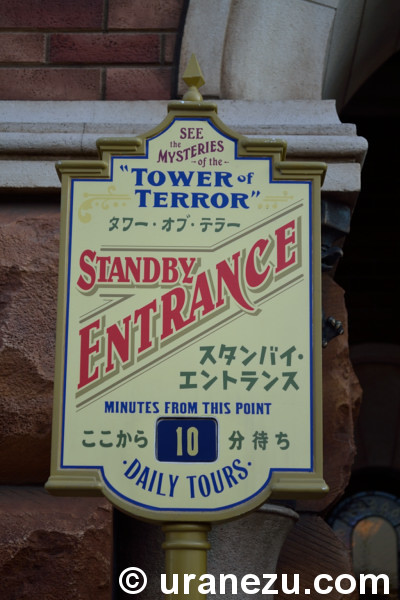 SEE
the
MYSTERIES
of the
"TOWER of
TERROR"
タワー・オブ・テラー
STANDBY
ENTRANCE
スタンバイ・
エントランス
MINUTES FROM THIS POINT
ここから 10 分待ち
・DAILY TOURS・
© uranezu.com